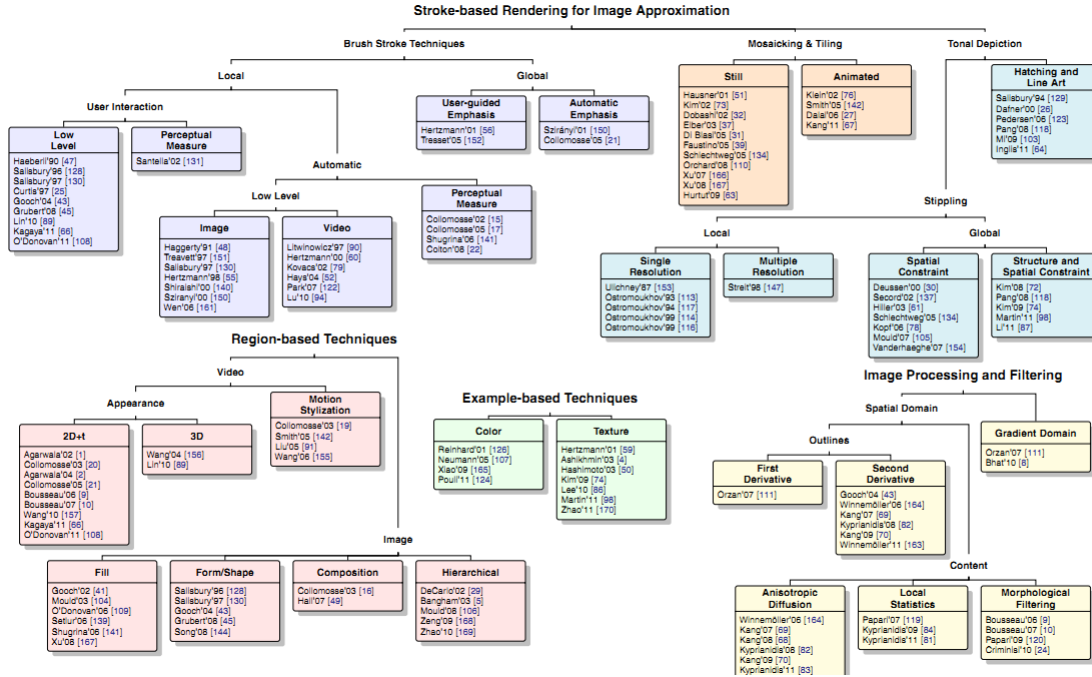 Stroke-based Rendering for Image Approximation
Brush Stroke Techniques
Mosaicking & Tiling
Tonal Depiction
Local
Global
User Interaction
Low
Level
Haeberli'90 [47]
Salisbury'96 [128]
Salisbury'97 [130]
Curtis'97 [25]
Gooch'04 [43]
Grubert'08 [45]
Lin'10 [89]
Kagaya'11 [66]
O'Donovan'11 [108]
Perceptual
Measure
Santella'02 [131]
User-guided
Emphasis
Hertzmann'01 [56]
Tresset'05 [152]
Automatic
Emphasis
Szirányi'01 [150]
Collomosse'05 [21]
Automatic
Low Level
Image
Haggerty'91 [48]
Treavett'97 [151]
Salisbury'97 [130]
Hertzmann'98 [55]
Shiraishi'00 [140]
Sziranyi'00 [150]
Wen'06 [161]
Video
Litwinowicz'97 [90]
Hertzmann'00 [60]
Kovacs'02 [79]
Hays'04 [52]
Park'07 [122]
Lu'10 [94]
Perceptual
Measure
Collomosse'02 [15]
Collomosse'05 [17]
Shugrina'06 [141]
Colton'08 [22]
Still
Hausner'01 [51]
Kim'02 [73]
Dobashi'02 [32]
Elber'03 [37]
Di Blasi'05 [31]
Faustino'05 [39]
Schlechtweg'05 [134]
Orchard'08 [110]
Xu'07 [166]
Xu'08 [167]
Hurtut'09 [63]
Animated
Klein'02 [76]
Smith'05 [142]
Dalal'06 [27]
Kang'11 [67]
Hatching and
Line Art
Salisbury'94 [129]
Dafner'00 [26]
Pedersen'06 [123]
Pang'08 [118]
Mi'09 [103]
Inglis'11 [64]
Stippling
Local
Global
Single
Resolution
Ulichney'87 [153]
Ostromoukhov'93 [113]
Ostromoukhov'94 [117]
Ostromoukhov'99 [114]
Ostromoukhov'99 [116]
Multiple
Resolution
Streit'98 [147]
Spatial
Constraint
Deussen'00 [30]
Secord'02 [137]
Hiller'03 [61]
Schlechtweg'05 [134]
Kopf'06 [78]
Mould'07 [105]
Vanderhaeghe'07 [154]
Structure and
Spatial Constraint
Kim'08 [72]
Pang'08 [118]
Kim'09 [74]
Martin'11 [98]
Li'11 [87]
Region-based Techniques
Video
Appearance
2D+t
Agarwala'02 [1]
Collomosse'03 [20]
Agarwala'04 [2]
Collomosse'05 [21]
Bousseau'06 [9]
Bousseau'07 [10]
Wang'10 [157]
Kagaya'11 [66]
O'Donovan'11 [108]
3D
Wang'04 [156]
Lin'10 [89]
Motion
Stylization
Collomosse'03 [19]
Smith'05 [142]
Liu'05 [91]
Wang'06 [155]
Image
Fill
Gooch'02 [41]
Mould'03 [104]
O'Donovan'06 [109]
Setlur'06 [139]
Shugrina'06 [141]
Xu'08 [167]
Form/Shape
Salisbury'96 [128]
Salisbury'97 [130]
Gooch'04 [43]
Grubert'08 [45]
Song'08 [144]
Composition
Collomosse'03 [16]
Hall'07 [49]
Hierarchical
DeCarlo'02 [29]
Bangham'03 [5]
Mould'08 [106]
Zeng'09 [168]
Zhao'10 [169]
Example-based Techniques
Color
Reinhard'01 [126]
Neumann'05 [107]
Xiao'09 [165]
Pouli'11 [124]
Texture
Hertzmann'01 [59]
Ashikhmin'03 [4]
Hashimoto'03 [50]
Kim'09 [74]
Lee'10 [86]
Martin'11 [98]
Zhao'11 [170]
Image Processing and Filtering
Spatial Domain
Gradient Domain
Orzan'07 [111]
Bhat'10 [8]
Outlines
First
Derivative
Orzan'07 [111]
Second
Derivative
Gooch'04 [43]
Winnemöller'06 [164]
Kang'07 [69]
Kyprianidis'08 [82]
Kang'09 [70]
Winnemöller'11 [163]
Content
Anisotropic
Diffusion
Winnemöller'06 [164]
Kang'07 [69]
Kang'08 [68]
Kyprianidis'08 [82]
Kang'09 [70]
Kyprianidis'11 [83]
Local
Statistics
Papari'07 [119]
Kyprianidis'09 [84]
Kyprianidis'11 [81]
Morphological
Filtering
Bousseau'06 [9]
Bousseau'07 [10]
Papari'09 [120]
Criminisi'10 [24]